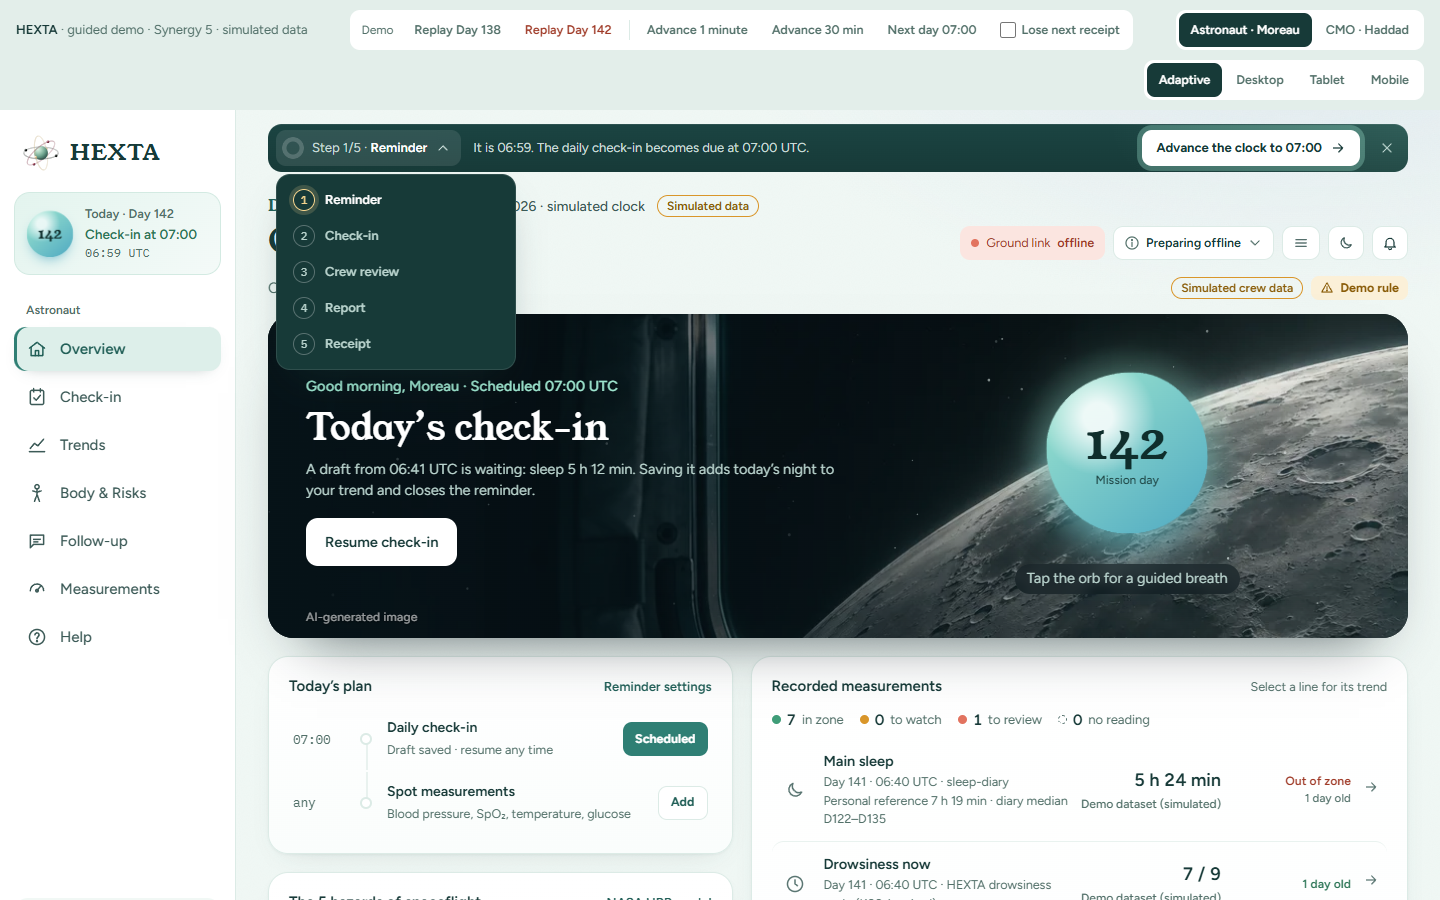 HEXTA · guided demo · Synergy 5 · simulated data
Demo
Replay Day 138
Replay Day 142
Advance 1 minute
Advance 30 min
Next day 07:00
Lose next receipt
Astronaut · Moreau
CMO · Haddad
Adaptive
Desktop
Tablet
Mobile
HEXTA
142
Today · Day 142
Check-in at 07:00
06:59 UTC
Astronaut
Overview
Check-in
Trends
Body & Risks
Follow-up
Measurements
Help
Step 1/5 · Reminder
It is 06:59. The daily check-in becomes due at 07:00 UTC.
Advance the clock to 07:00
1 Reminder
2 Check-in
3 Crew review
4 Report
5 Receipt
026 · simulated clock
Simulated data
Ground link offline
Preparing offline
Simulated crew data
Demo rule
Good morning, Moreau · Scheduled 07:00 UTC
Today's check-in
A draft from 06:41 UTC is waiting: sleep 5 h 12 min. Saving it adds today's night to
your trend and closes the reminder.
Resume check-in
AI-generated image
142
Mission day
Tap the orb for a guided breath
Today's plan
Reminder settings
07:00
Daily check-in
Draft saved · resume any time
Scheduled
any
Spot measurements
Blood pressure, SpO₂, temperature, glucose
Add
Recorded measurements
Select a line for its trend
7 in zone
0 to watch
1 to review
0 no reading
Main sleep
Day 141 · 06:40 UTC · sleep-diary
Personal reference 7 h 19 min · diary median
D122–D135
5 h 24 min
Demo dataset (simulated)
Out of zone
1 day old
Drowsiness now
Day 141 · 06:40 UTC · HEXTA drowsiness
7 / 9
Demo dataset (simulated)
1 day old
The 5 hazards of spaceflight